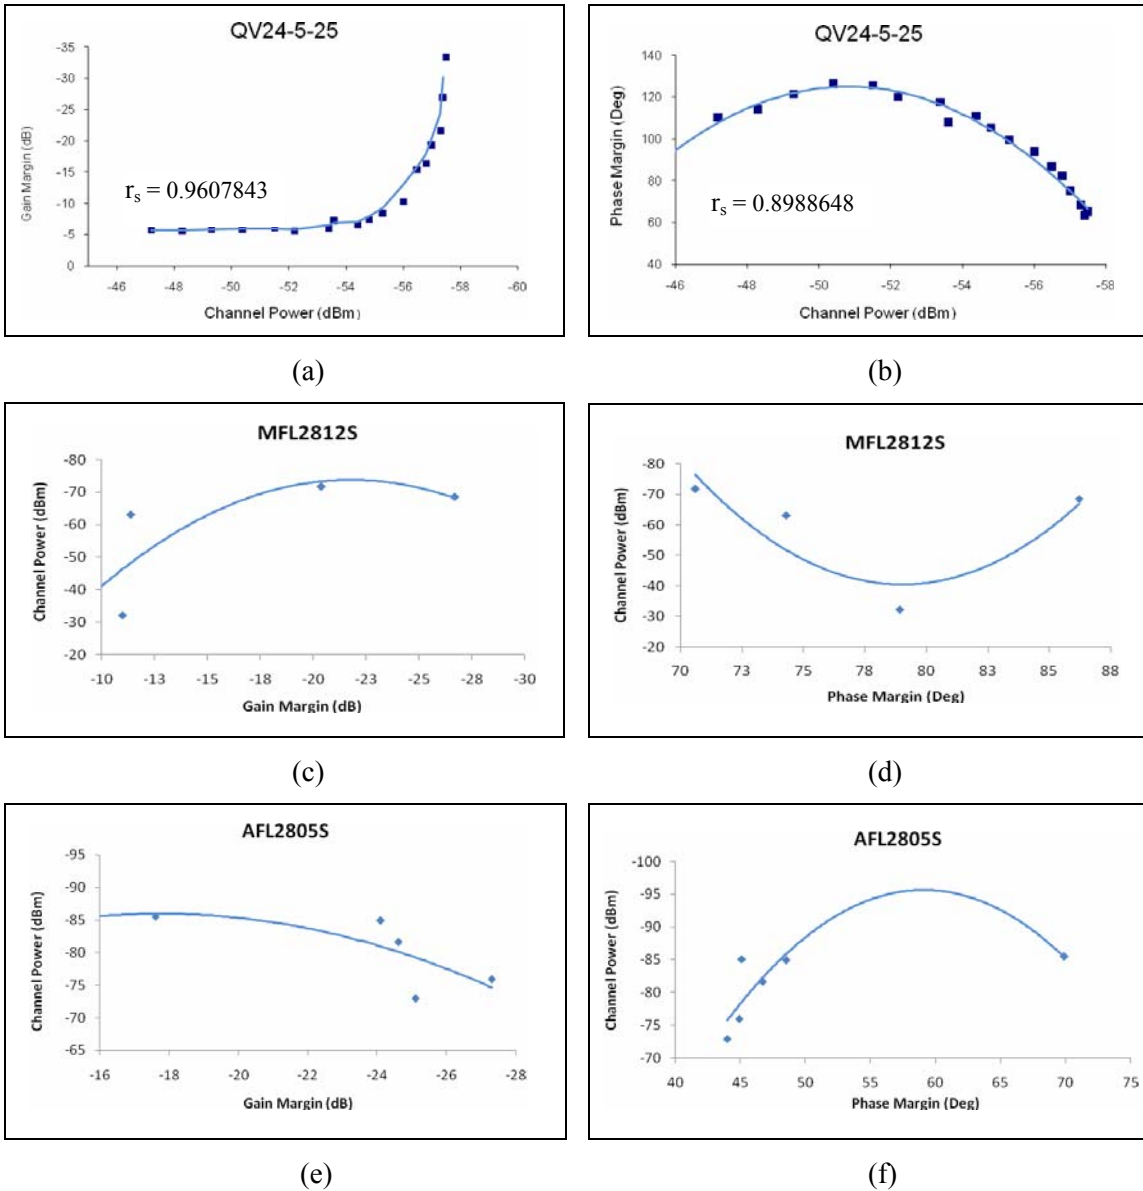 QV24-5-25
-35
-30
-25
-20
-15
-10
-5
0
Gain Margin (dB)
rs = 0.9607843
-46 -48 -50 -52 -54 -56 -58 -60
Channel Power (dBm)
(a)
QV24-5-25
140
120
100
80
60
40
Phase Margin (Deg)
rs = 0.8988648
-46 -48 -50 -52 -54 -56 -58
Channel Power (dBm)
(b)
MFL2812S
-80
-70
-60
-50
-40
-30
-20
Channel Power (dBm)
-10 -13 -15 -18 -20 -23 -25 -28 -30
Gain Margin (dB)
(c)
MFL2812S
-80
-70
-60
-50
-40
-30
-20
Channel Power (dBm)
70 73 75 78 80 83 85 88
Phase Margin (Deg)
(d)
AFL2805S
-95
-90
-85
-80
-75
-70
-65
Channel Power (dBm)
-16 -18 -20 -22 -24 -26 -28
Gain Margin (dB)
(e)
AFL2805S
-100
-95
-90
-85
-80
-75
-70
Channel Power (dBm)
40 45 50 55 60 65 70 75
Phase Margin (Deg)
(f)